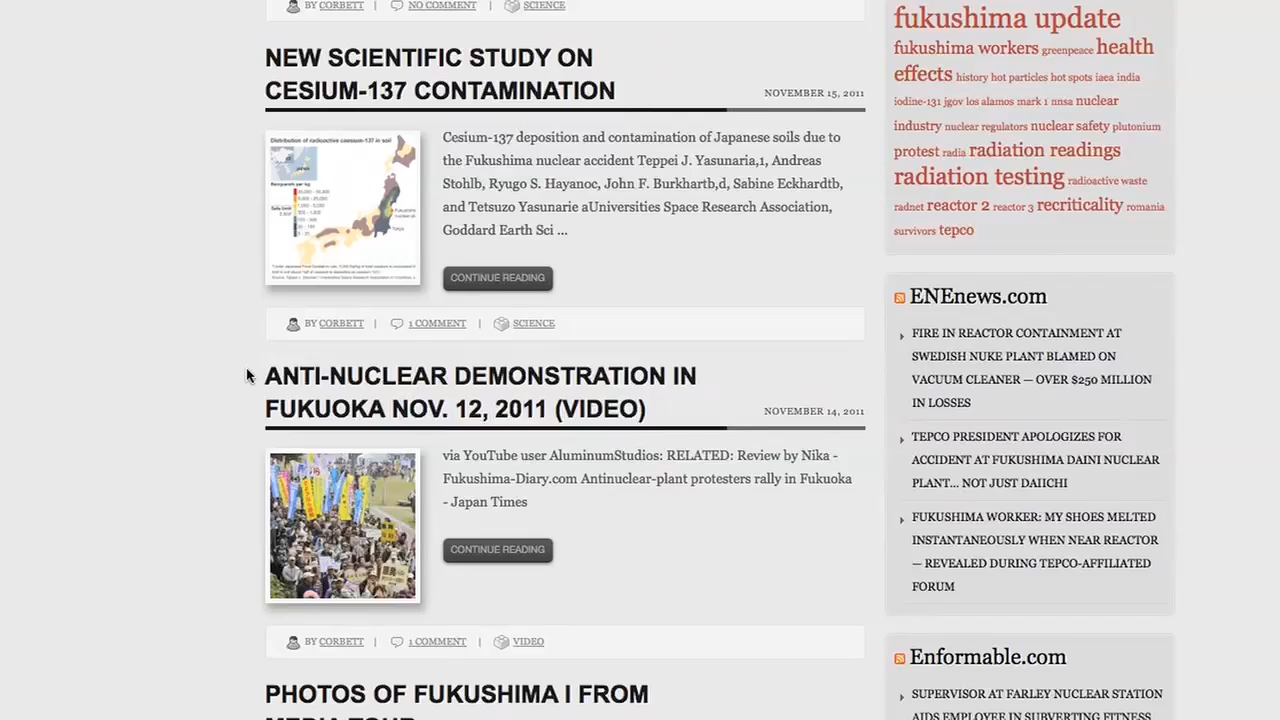 BY CORBETT | NO COMMENT | SCIENCE
NEW SCIENTIFIC STUDY ON
CESIUM-137 CONTAMINATION
NOVEMBER 15, 2011
Distribution of radioactive caesium-137 in soil
Cesium-137 deposition and contamination of Japanese soils due to
the Fukushima nuclear accident Teppei J. Yasunaria,1, Andreas
Stohlb, Ryugo S. Hayanoc, John F. Burkhartb,d, Sabine Eckhardtb,
and Tetsuzo Yasunarie aUniversities Space Research Association,
Goddard Earth Sci ...
CONTINUE READING
BY CORBETT | 1 COMMENT | SCIENCE
ANTI-NUCLEAR DEMONSTRATION IN
FUKUOKA NOV. 12, 2011 (VIDEO)
NOVEMBER 14, 2011
via YouTube user AluminumStudios: RELATED: Review by Nika -
Fukushima-Diary.com Antinuclear-plant protesters rally in Fukuoka
- Japan Times
CONTINUE READING
BY CORBETT | 1 COMMENT | VIDEO
PHOTOS OF FUKUSHIMA I FROM
MEDIA TOUR
fukushima update
fukushima workers greenpeace health
effects history hot particles hot spots iaea india
iodine-131 jgov los alamos mark 1 nnsa nuclear
industry nuclear regulators nuclear safety plutonium
protest radia radiation readings
radiation testing radioactive waste
radnet reactor 2 reactor 3 recriticality romania
survivors tepco
ENEnews.com
FIRE IN REACTOR CONTAINMENT AT
SWEDISH NUKE PLANT BLAMED ON
VACUUM CLEANER — OVER $250 MILLION
IN LOSSES
TEPCO PRESIDENT APOLOGIZES FOR
ACCIDENT AT FUKUSHIMA DAINI NUCLEAR
PLANT... NOT JUST DAIICHI
FUKUSHIMA WORKER: MY SHOES MELTED
INSTANTANEOUSLY WHEN NEAR REACTOR
— REVEALED DURING TEPCO-AFFILIATED
FORUM
Enformable.com
SUPERVISOR AT FARLEY NUCLEAR STATION
AIDS EMPLOYEE IN SUBVERTING FITNESS